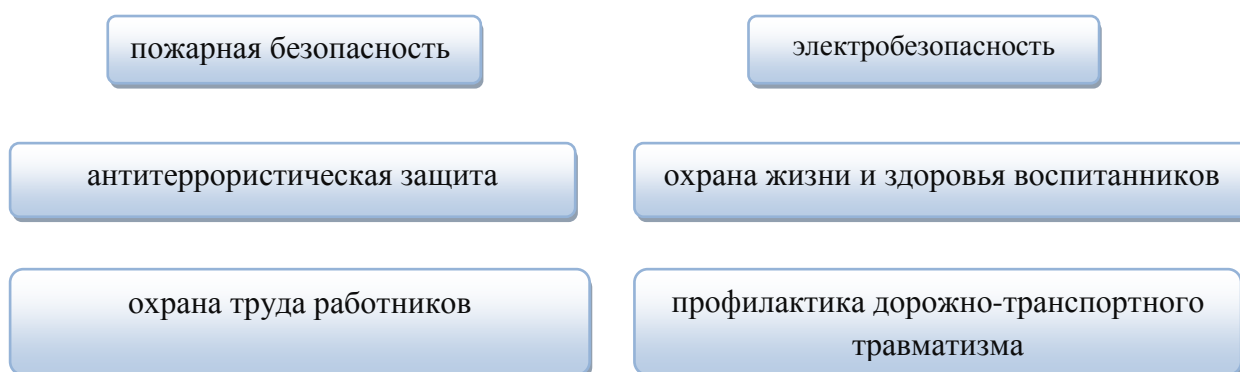 пожарная безопасность
электробезопасность
антитеррористическая защита
охрана жизни и здоровья воспитанников
охрана труда работников
профилактика дорожно-транспортного
травматизма